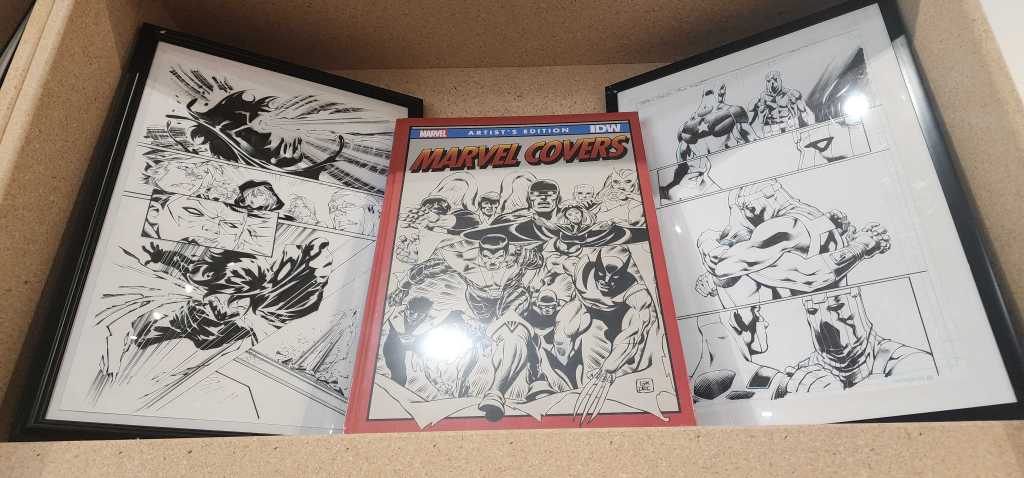 MARVEL
ARTIST'S EDITION
IDW
MARVEL COVERS